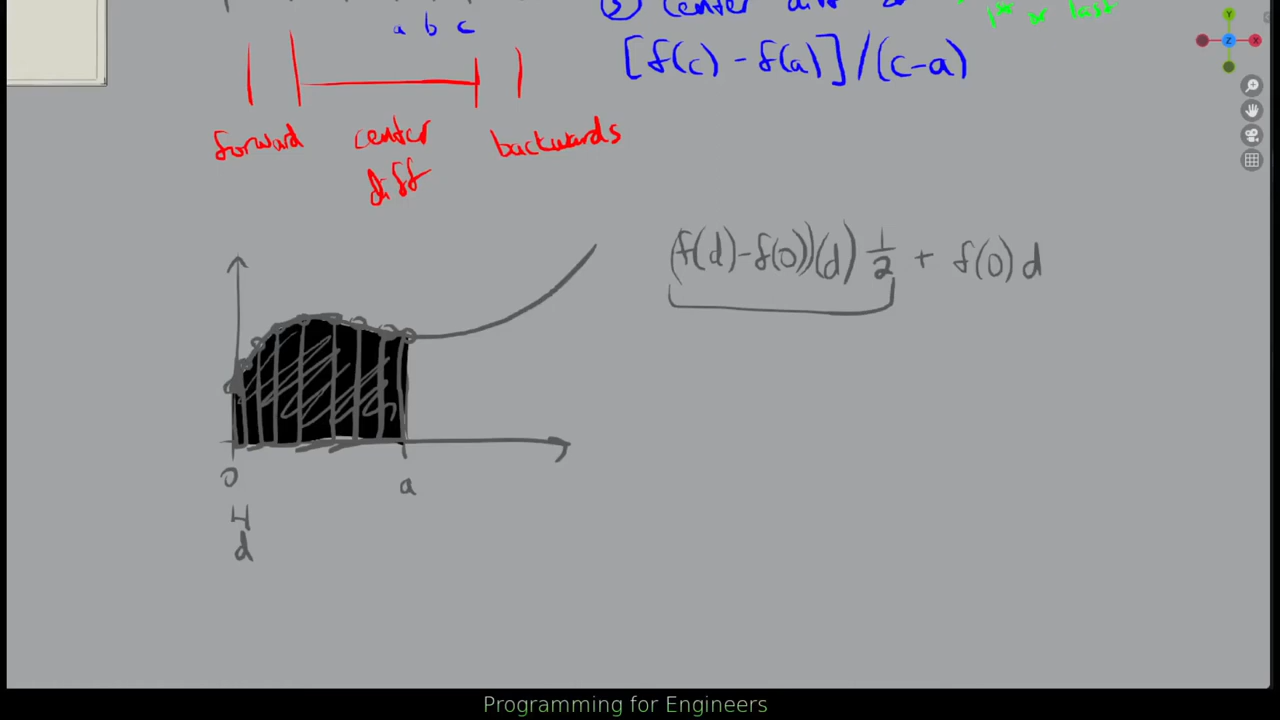 a b c
[f(c) - f(a)]/(c-a)
forward center diff backwards
(f(d)-f(0))(d) 1/2 + f(0)d
0 a
d
Y
Z X
Programming for Engineers